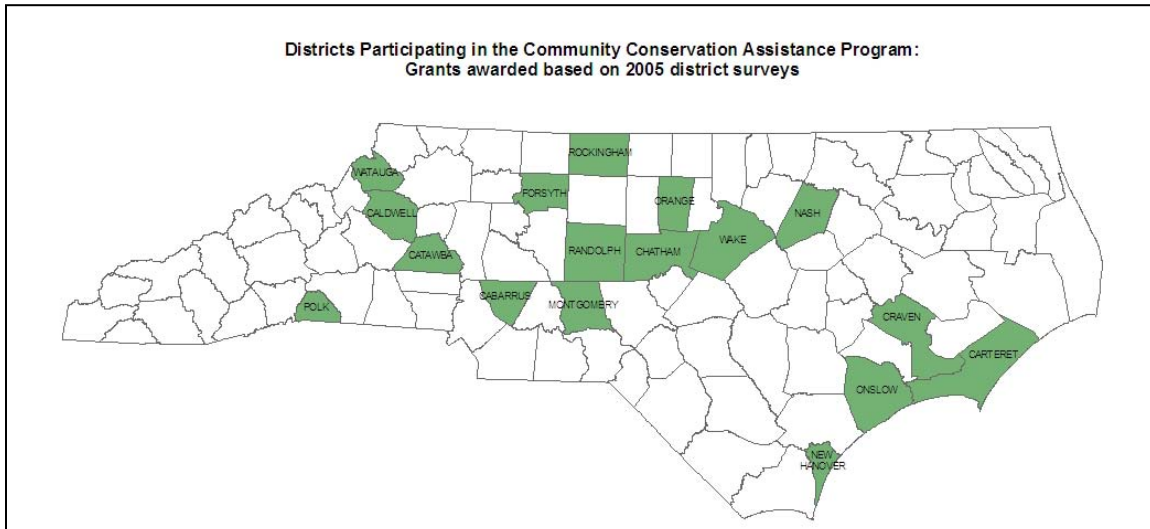 Districts Participating in the Community Conservation Assistance Program:
Grants awarded based on 2005 district surveys
ROCKINGHAM
WATAUGA
FORSYTH
ORANGE
CALDWELL
NASH
WAKE
RANDOLPH
CHATHAM
CATAWBA
CABARRUS
MONTGOMERY
POLK
CRAVEN
CARTERET
ONSLOW
NEW
HANOVER